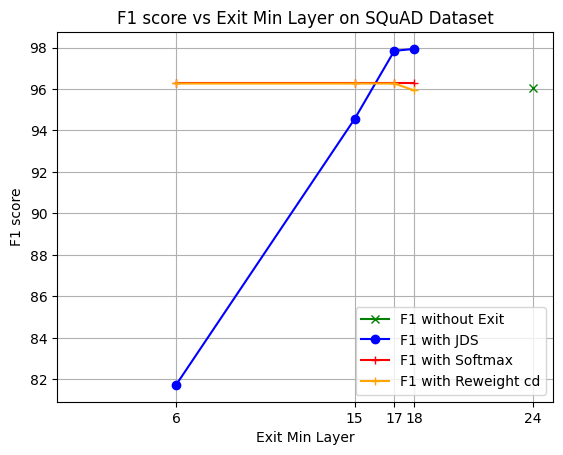 F1 score vs Exit Min Layer on SQuAD Dataset
98
96
94
92
90
88
86
84
82
F1 score
F1 without Exit
F1 with JDS
F1 with Softmax
F1 with Reweight cd
6 15 17 18 24
Exit Min Layer